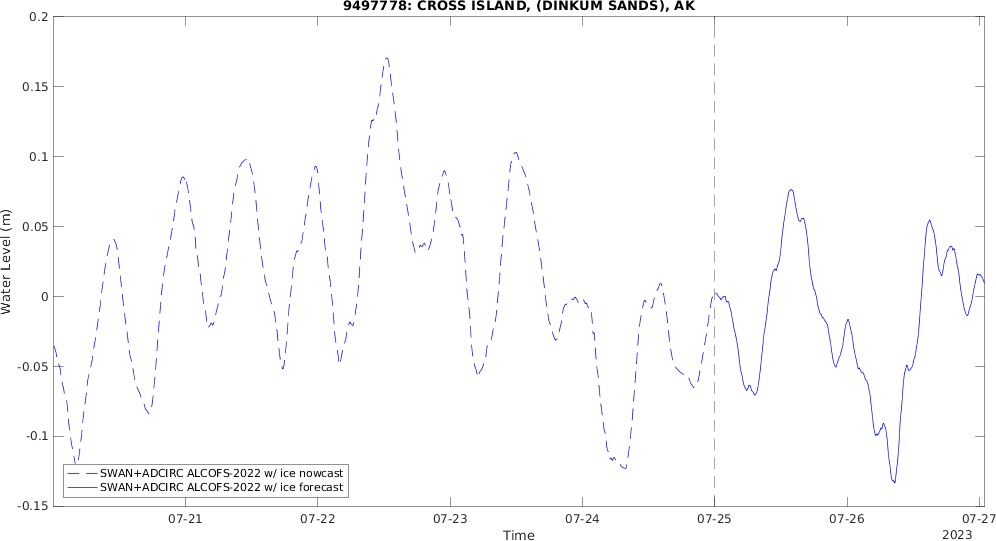 9497778: CROSS ISLAND, (DINKUM SANDS), AK
0.2
0.15
0.1
0.05
0
-0.05
-0.1
-0.15
Water Level (m)
SWAN+ADCIRC ALCOFS-2022 w/ ice nowcast
SWAN+ADCIRC ALCOFS-2022 w/ ice forecast
07-21 07-22 07-23 07-24 07-25 07-26 07-27
Time
2023